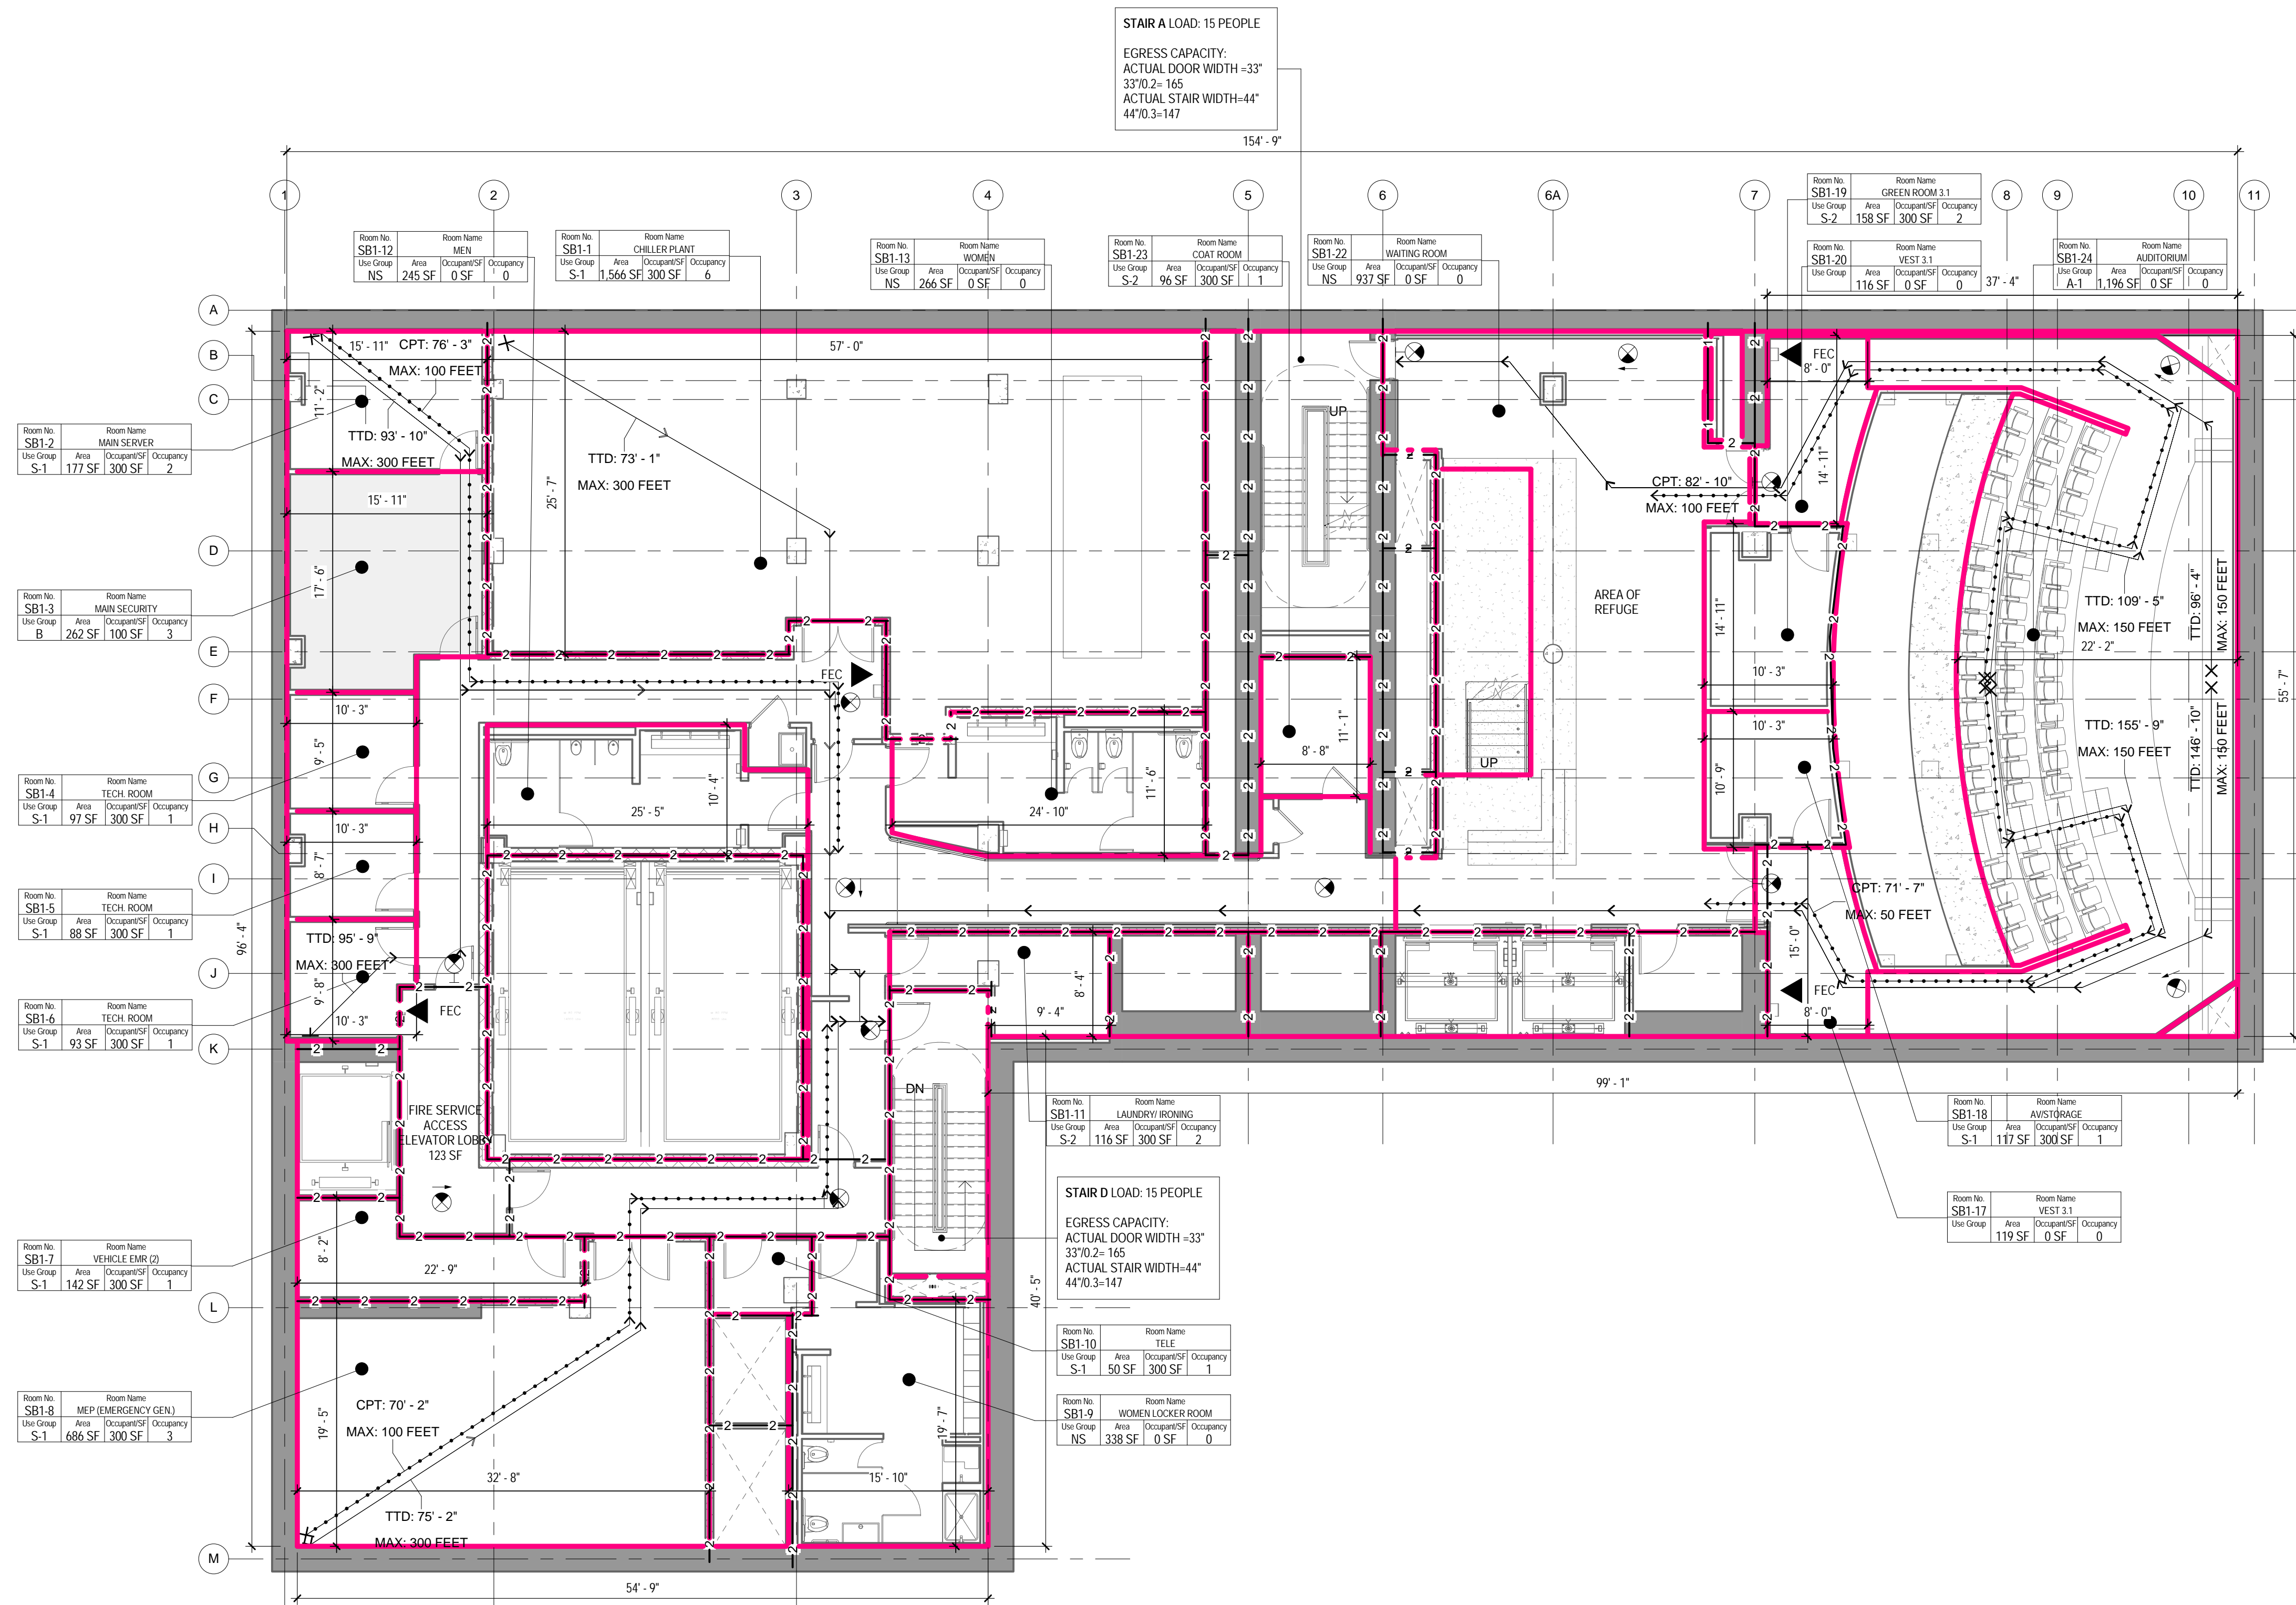 STAIR A LOAD: 15 PEOPLE
EGRESS CAPACITY:
ACTUAL DOOR WIDTH =33"
33"/0.2= 165
ACTUAL STAIR WIDTH=44"
44"/0.3=147
154' - 9"
1
2
3
4
5
6
6A
7
8
9
10
11
Room No. Room Name
SB1-12 MEN
Use Group Area Occupant/SF Occupancy
NS 245 SF 0 SF 0
Room No. Room Name
SB1-1 CHILLER PLANT
Use Group Area Occupant/SF Occupancy
S-1 1,566 SF 300 SF 6
Room No. Room Name
SB1-13 WOMEN
Use Group Area Occupant/SF Occupancy
NS 266 SF 0 SF 0
Room No. Room Name
SB1-23 COAT ROOM
Use Group Area Occupant/SF Occupancy
S-2 96 SF 300 SF 1
Room No. Room Name
SB1-22 WAITING ROOM
Use Group Area Occupant/SF Occupancy
NS 937 SF 0 SF 0
Room No. Room Name
SB1-19 GREEN ROOM 3.1
Use Group Area Occupant/SF Occupancy
S-2 158 SF 300 SF 2
Room No. Room Name
SB1-20 VEST 3.1
Use Group Area Occupant/SF Occupancy
116 SF 0 SF 0
Room No. Room Name
SB1-24 AUDITORIUM
Use Group Area Occupant/SF Occupancy
A-1 1,196 SF 0 SF 0
37' - 4"
A
B
C
D
E
F
G
H
I
J
K
L
M
15' - 11"
CPT: 76' - 3"
MAX: 100 FEET
11' - 2"
TTD: 93' - 10"
MAX: 300 FEET
57' - 0"
TTD: 73' - 1"
MAX: 300 FEET
25' - 7"
15' - 11"
17' - 6"
Room No. Room Name
SB1-2 MAIN SERVER
Use Group Area Occupant/SF Occupancy
S-1 177 SF 300 SF 2
Room No. Room Name
SB1-3 MAIN SECURITY
Use Group Area Occupant/SF Occupancy
B 262 SF 100 SF 3
Room No. Room Name
SB1-4 TECH. ROOM
Use Group Area Occupant/SF Occupancy
S-1 97 SF 300 SF 1
Room No. Room Name
SB1-5 TECH. ROOM
Use Group Area Occupant/SF Occupancy
S-1 88 SF 300 SF 1
Room No. Room Name
SB1-6 TECH. ROOM
Use Group Area Occupant/SF Occupancy
S-1 93 SF 300 SF 1
Room No. Room Name
SB1-7 VEHICLE EMR (2)
Use Group Area Occupant/SF Occupancy
S-1 142 SF 300 SF 1
Room No. Room Name
SB1-8 MEP (EMERGENCY GEN.)
Use Group Area Occupant/SF Occupancy
S-1 686 SF 300 SF 3
UP
FEC
8' - 0"
14' - 11"
CPT: 82' - 10"
MAX: 100 FEET
AREA OF
REFUGE
14' - 11"
10' - 3"
10' - 3"
10' - 9"
UP
TTD: 109' - 5"
MAX: 150 FEET
22' - 2"
TTD: 96' - 4"
MAX: 150 FEET
TTD: 155' - 9"
MAX: 150 FEET
TTD: 146' - 10"
MAX: 150 FEET
55' - 7"
FEC
10' - 3"
9' - 5"
10' - 3"
8' - 7"
25' - 5"
10' - 4"
24' - 10"
11' - 6"
8' - 8"
11' - 1"
96' - 4"
TTD: 95' - 9"
MAX: 300 FEET
9' - 8"
10' - 3"
FEC
CPT: 71' - 7"
MAX: 50 FEET
15' - 0"
FEC
8' - 0"
8' - 4"
9' - 4"
99' - 1"
FIRE SERVICE
ACCESS
ELEVATOR LOBBY
123 SF
DN
Room No. Room Name
SB1-11 LAUNDRY/ IRONING
Use Group Area Occupant/SF Occupancy
S-2 116 SF 300 SF 2
Room No. Room Name
SB1-18 AV/STORAGE
Use Group Area Occupant/SF Occupancy
S-1 117 SF 300 SF 1
Room No. Room Name
SB1-17 VEST 3.1
Use Group Area Occupant/SF Occupancy
119 SF 0 SF 0
STAIR D LOAD: 15 PEOPLE
EGRESS CAPACITY:
ACTUAL DOOR WIDTH =33"
33"/0.2= 165
ACTUAL STAIR WIDTH=44"
44"/0.3=147
8' - 2"
22' - 9"
40' - 5"
Room No. Room Name
SB1-10 TELE
Use Group Area Occupant/SF Occupancy
S-1 50 SF 300 SF 1
Room No. Room Name
SB1-9 WOMEN LOCKER ROOM
Use Group Area Occupant/SF Occupancy
NS 338 SF 0 SF 0
CPT: 70' - 2"
MAX: 100 FEET
19' - 5"
32' - 8"
TTD: 75' - 2"
MAX: 300 FEET
19' - 7"
15' - 10"
54' - 9"